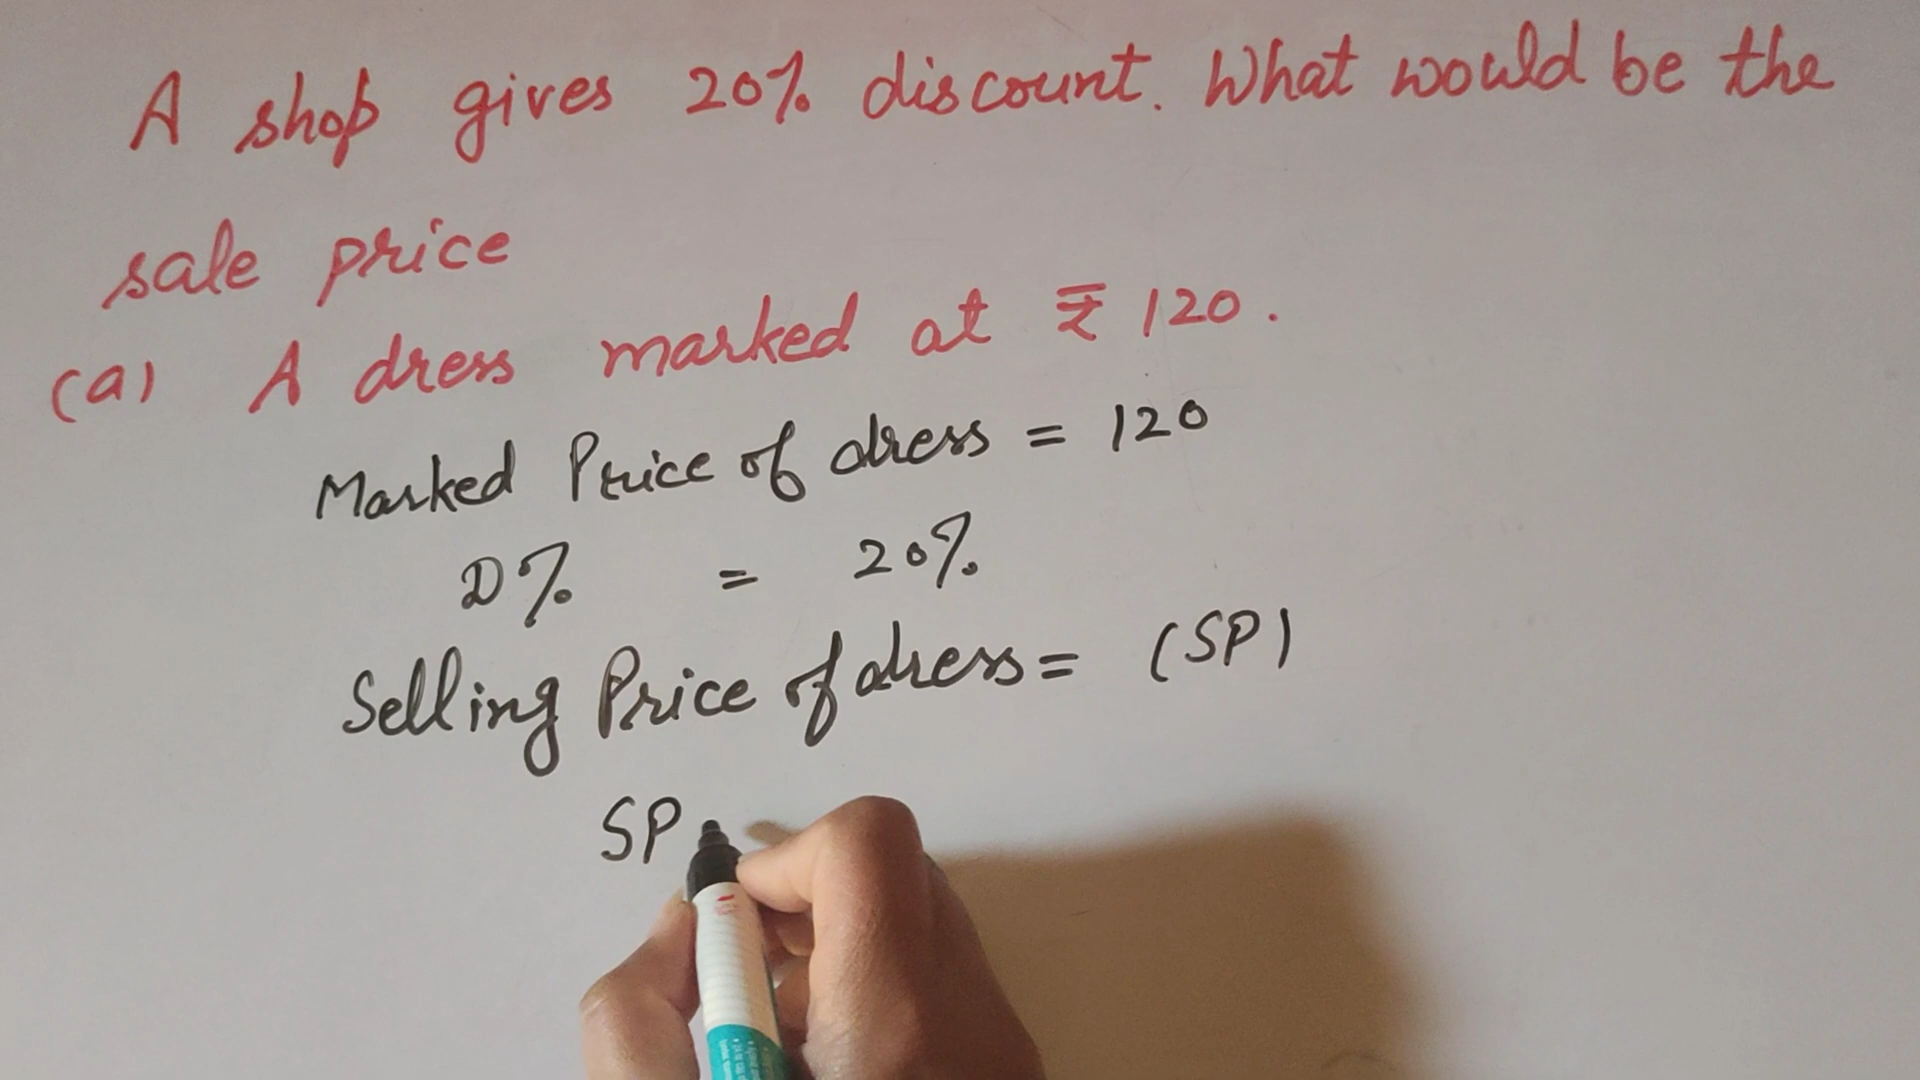 A shop gives 20% discount. What would be the
sale price
(a) A dress marked at ₹ 120.
Marked Price of dress = 120
D% = 20%
Selling Price of dress = (SP)
SP